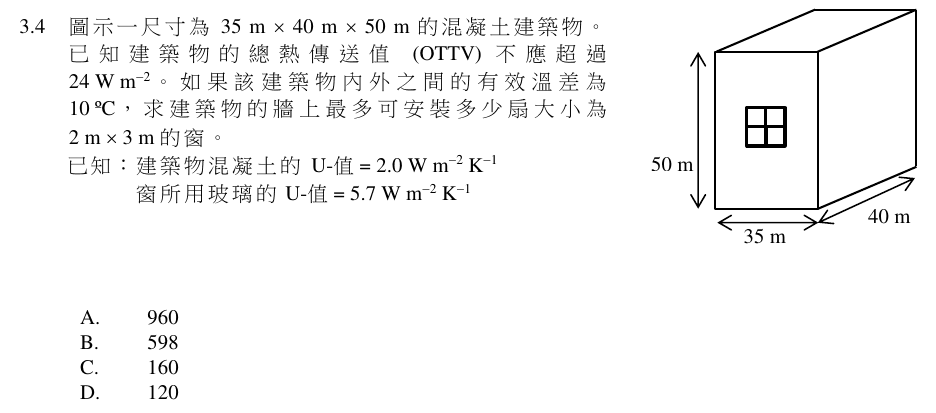 3.4 圖示一尺寸為 35 m × 40 m × 50 m 的混凝土建築物。
已知建築物的總熱傳送值 (OTTV) 不應超過
24 W m⁻²。如果該建築物內外之間的有效溫差為
10 ºC，求建築物的牆上最多可安裝多少扇大小為
2 m × 3 m 的窗。
已知：建築物混凝土的 U-值 = 2.0 W m⁻² K⁻¹
窗所用玻璃的 U-值 = 5.7 W m⁻² K⁻¹
50 m
40 m
35 m
A. 960
B. 598
C. 160
D. 120